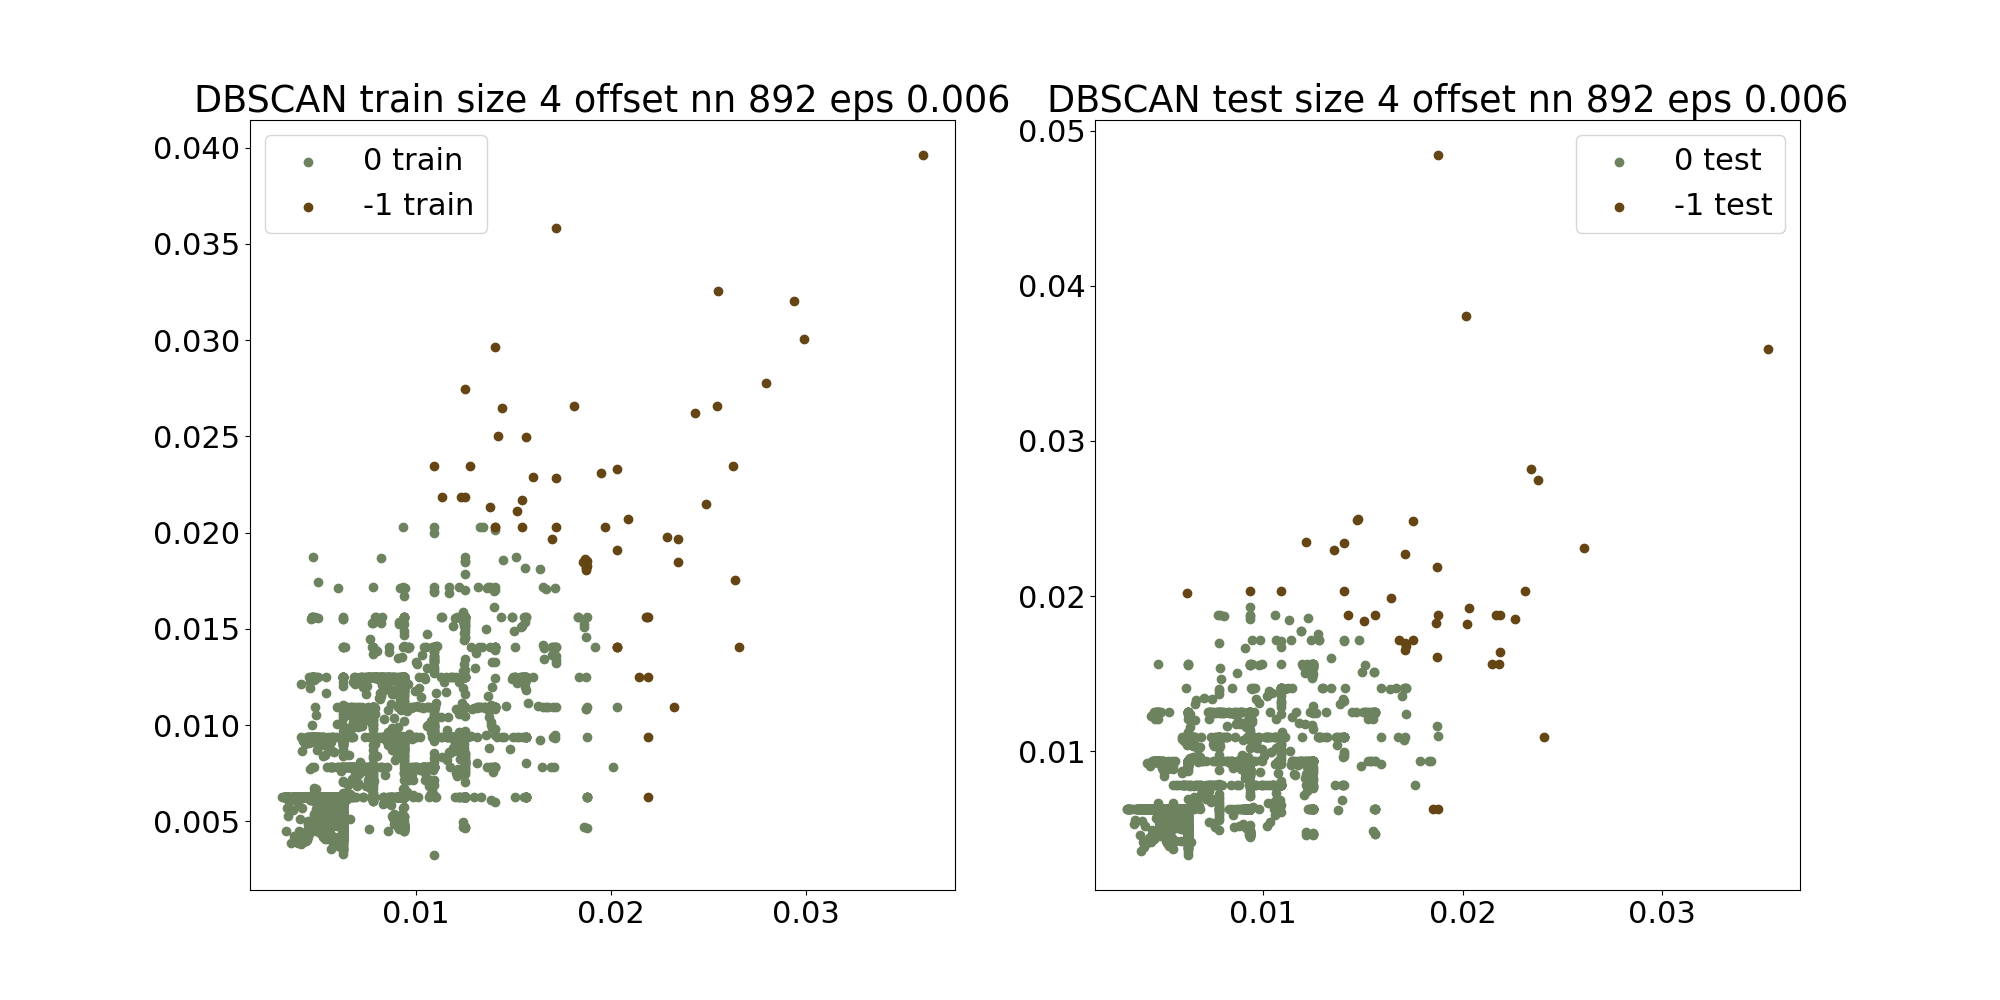 DBSCAN train size 4 offset nn 892 eps 0.006
0.040
0.035
0.030
0.025
0.020
0.015
0.010
0.005
0 train
-1 train
0.01 0.02 0.03
DBSCAN test size 4 offset nn 892 eps 0.006
0.05
0.04
0.03
0.02
0.01
0 test
-1 test
0.01 0.02 0.03